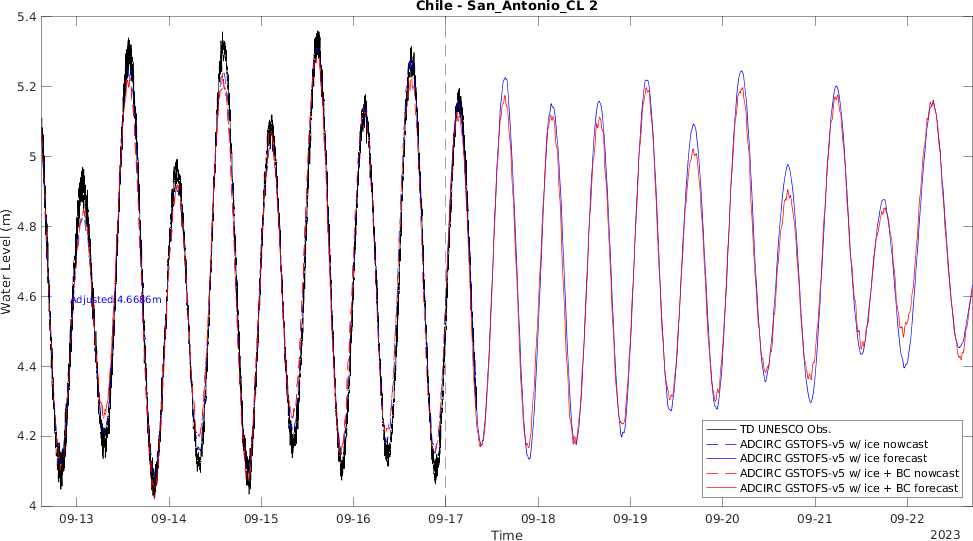 Chile - San_Antonio_CL 2
5.4
5.2
5
4.8
4.6
4.4
4.2
4
Water Level (m)
Adjusted 4.6686m
TD UNESCO Obs.
ADCIRC GSTOFS-v5 w/ ice nowcast
ADCIRC GSTOFS-v5 w/ ice forecast
ADCIRC GSTOFS-v5 w/ ice + BC nowcast
ADCIRC GSTOFS-v5 w/ ice + BC forecast
09-13 09-14 09-15 09-16 09-17 09-18 09-19 09-20 09-21 09-22
Time
2023